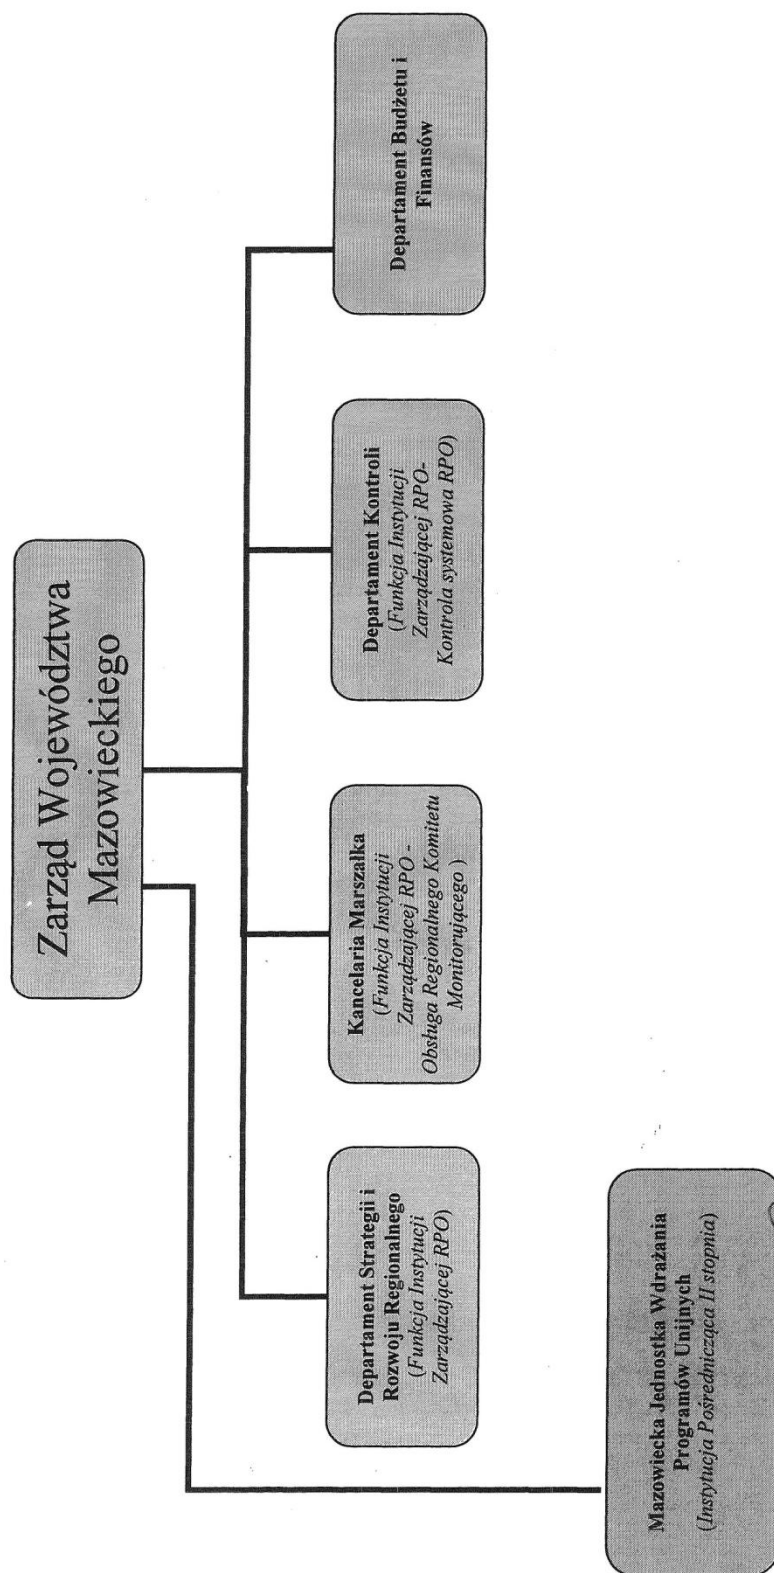 Zarząd Województwa
Mazowieckiego
Departament Strategii i
Rozwoju Regionalnego
(Funkcja Instytucji
Zarządzającej RPO)
Kancelaria Marszałka
(Funkcja Instytucji
Zarządzającej RPO -
Obsługa Regionalnego Komitetu
Monitorującego )
Departament Kontroli
(Funkcja Instytucji
Zarządzającej RPO-
Kontrola systemowa RPO)
Departament Budżetu i
Finansów
Mazowiecka Jednostka Wdrażania
Programów Unijnych
(Instytucja Pośrednicząca II stopnia)